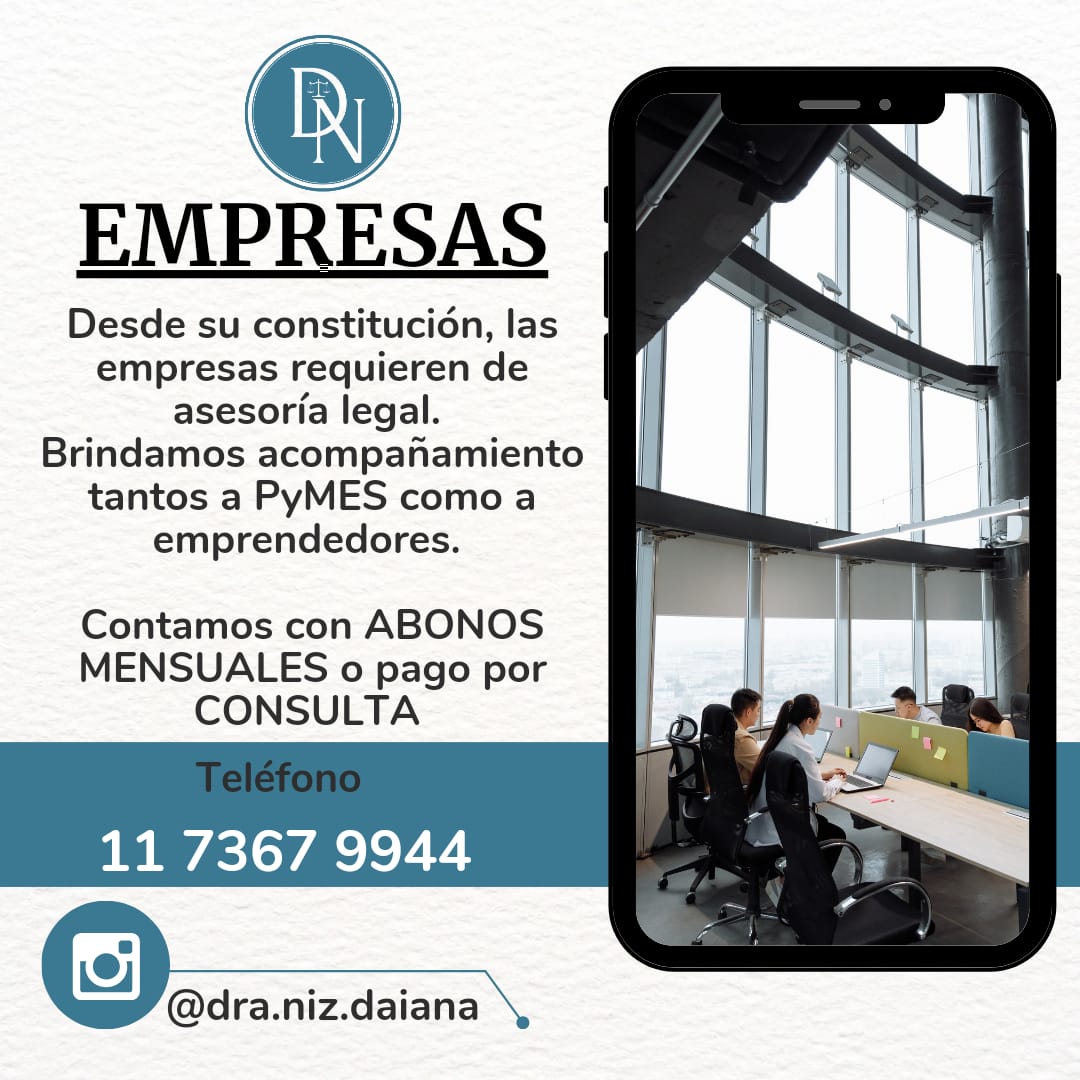 DN
EMPRESAS
Desde su constitución, las
empresas requieren de
asesoría legal.
Brindamos acompañamiento
tantos a PyMES como a
emprendedores.
Contamos con ABONOS
MENSUALES o pago por
CONSULTA
Teléfono
11 7367 9944
@dra.niz.daiana